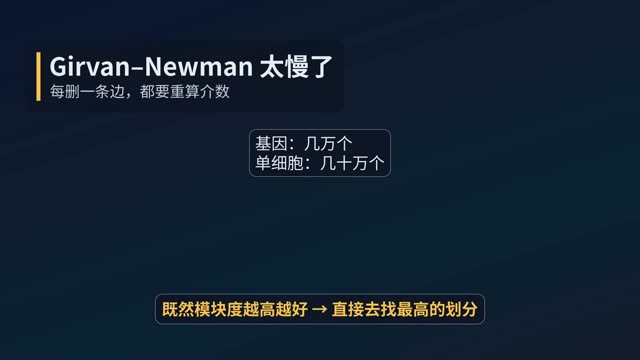 Girvan–Newman 太慢了
每删一条边，都要重算介数
基因：几万个
单细胞：几十万个
既然模块度越高越好 → 直接去找最高的划分